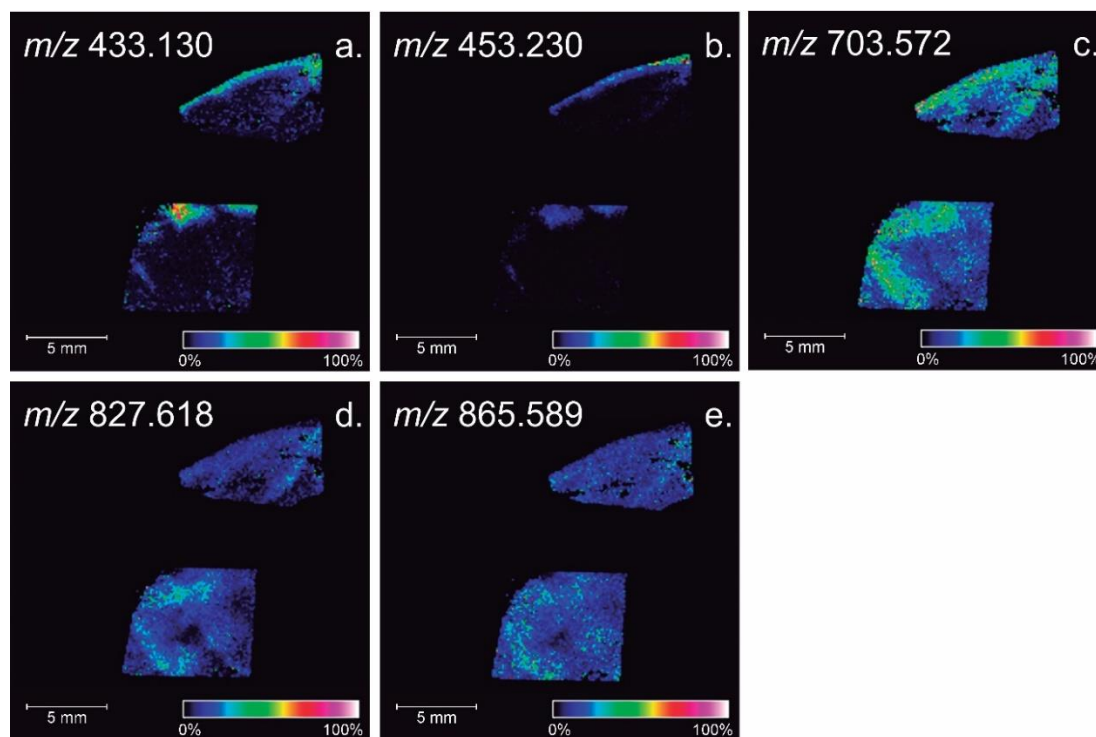 m/z 433.130 a.
5 mm 0% 100%
m/z 453.230 b.
5 mm 0% 100%
m/z 703.572 c.
5 mm 0% 100%
m/z 827.618 d.
5 mm 0% 100%
m/z 865.589 e.
5 mm 0% 100%